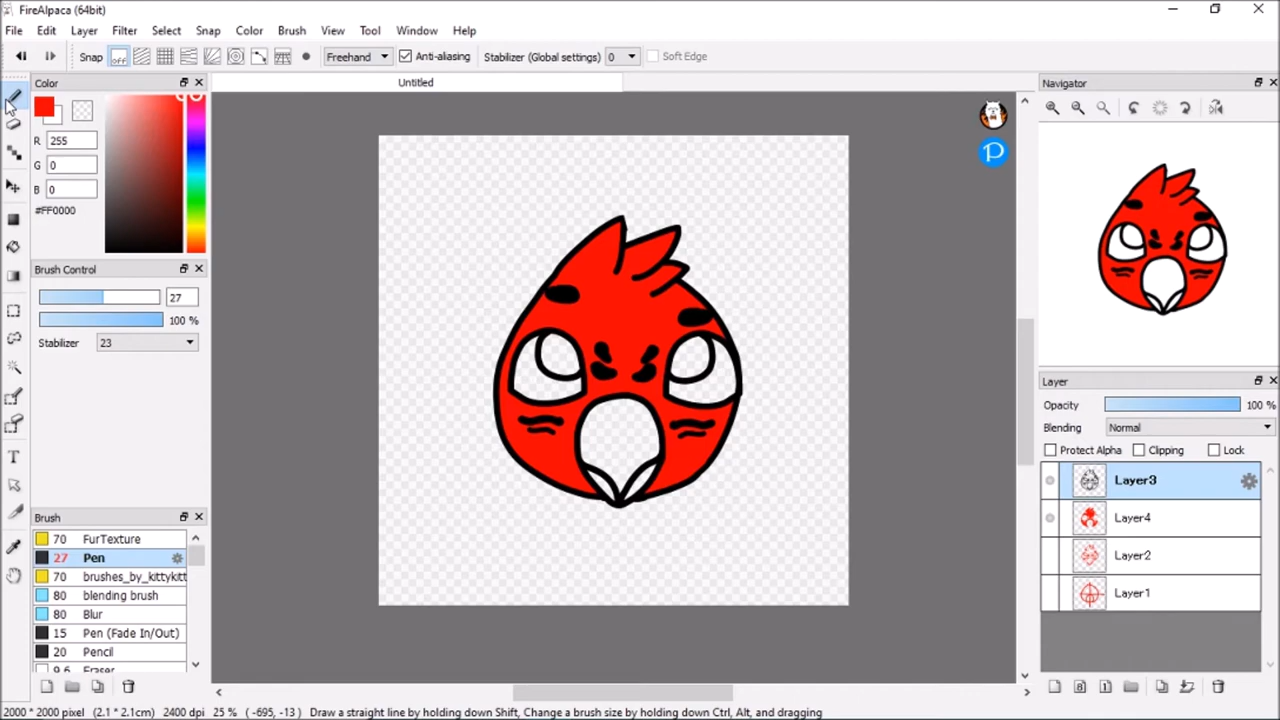 FireAlpaca (64bit)
File Edit Layer Filter Select Snap Color Brush View Tool Window Help
Snap off Freehand Anti-aliasing Stabilizer (Global settings) 0 Soft Edge
Color
Untitled
Navigator
R 255
G 0
B 0
#FF0000
Brush Control
27
100 %
Stabilizer 23
Layer
Opacity 100 %
Blending Normal
Protect Alpha Clipping Lock
Layer3
Layer4
Layer2
Layer1
Brush
70 FurTexture
27 Pen
70 brushes_by_kittykitt
80 blending brush
80 Blur
15 Pen (Fade In/Out)
20 Pencil
9.6 Eraser
T
P
8
1
2000 * 2000 pixel (2.1 * 2.1cm) 2400 dpi 25 % ( -695, -13 ) Draw a straight line by holding down Shift, Change a brush size by holding down Ctrl, Alt, and dragging